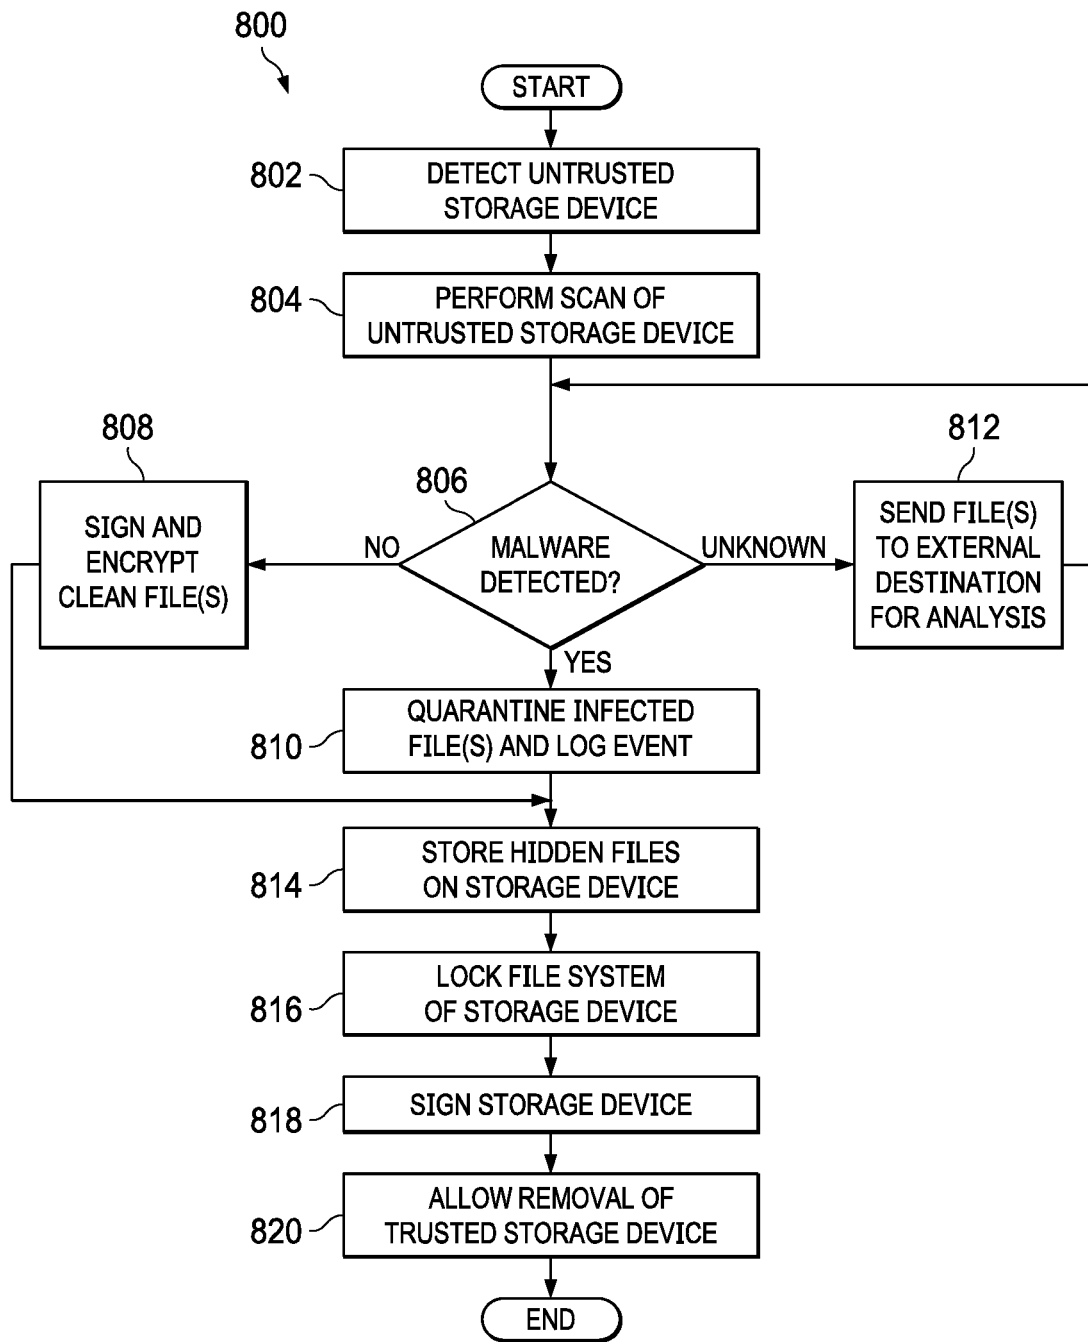 800
START
802
DETECT UNTRUSTED
STORAGE DEVICE
804
PERFORM SCAN OF
UNTRUSTED STORAGE DEVICE
808
SIGN AND
ENCRYPT
CLEAN FILE(S)
806
NO
MALWARE
DETECTED?
UNKNOWN
YES
812
SEND FILE(S)
TO EXTERNAL
DESTINATION
FOR ANALYSIS
810
QUARANTINE INFECTED
FILE(S) AND LOG EVENT
814
STORE HIDDEN FILES
ON STORAGE DEVICE
816
LOCK FILE SYSTEM
OF STORAGE DEVICE
818
SIGN STORAGE DEVICE
820
ALLOW REMOVAL OF
TRUSTED STORAGE DEVICE
END